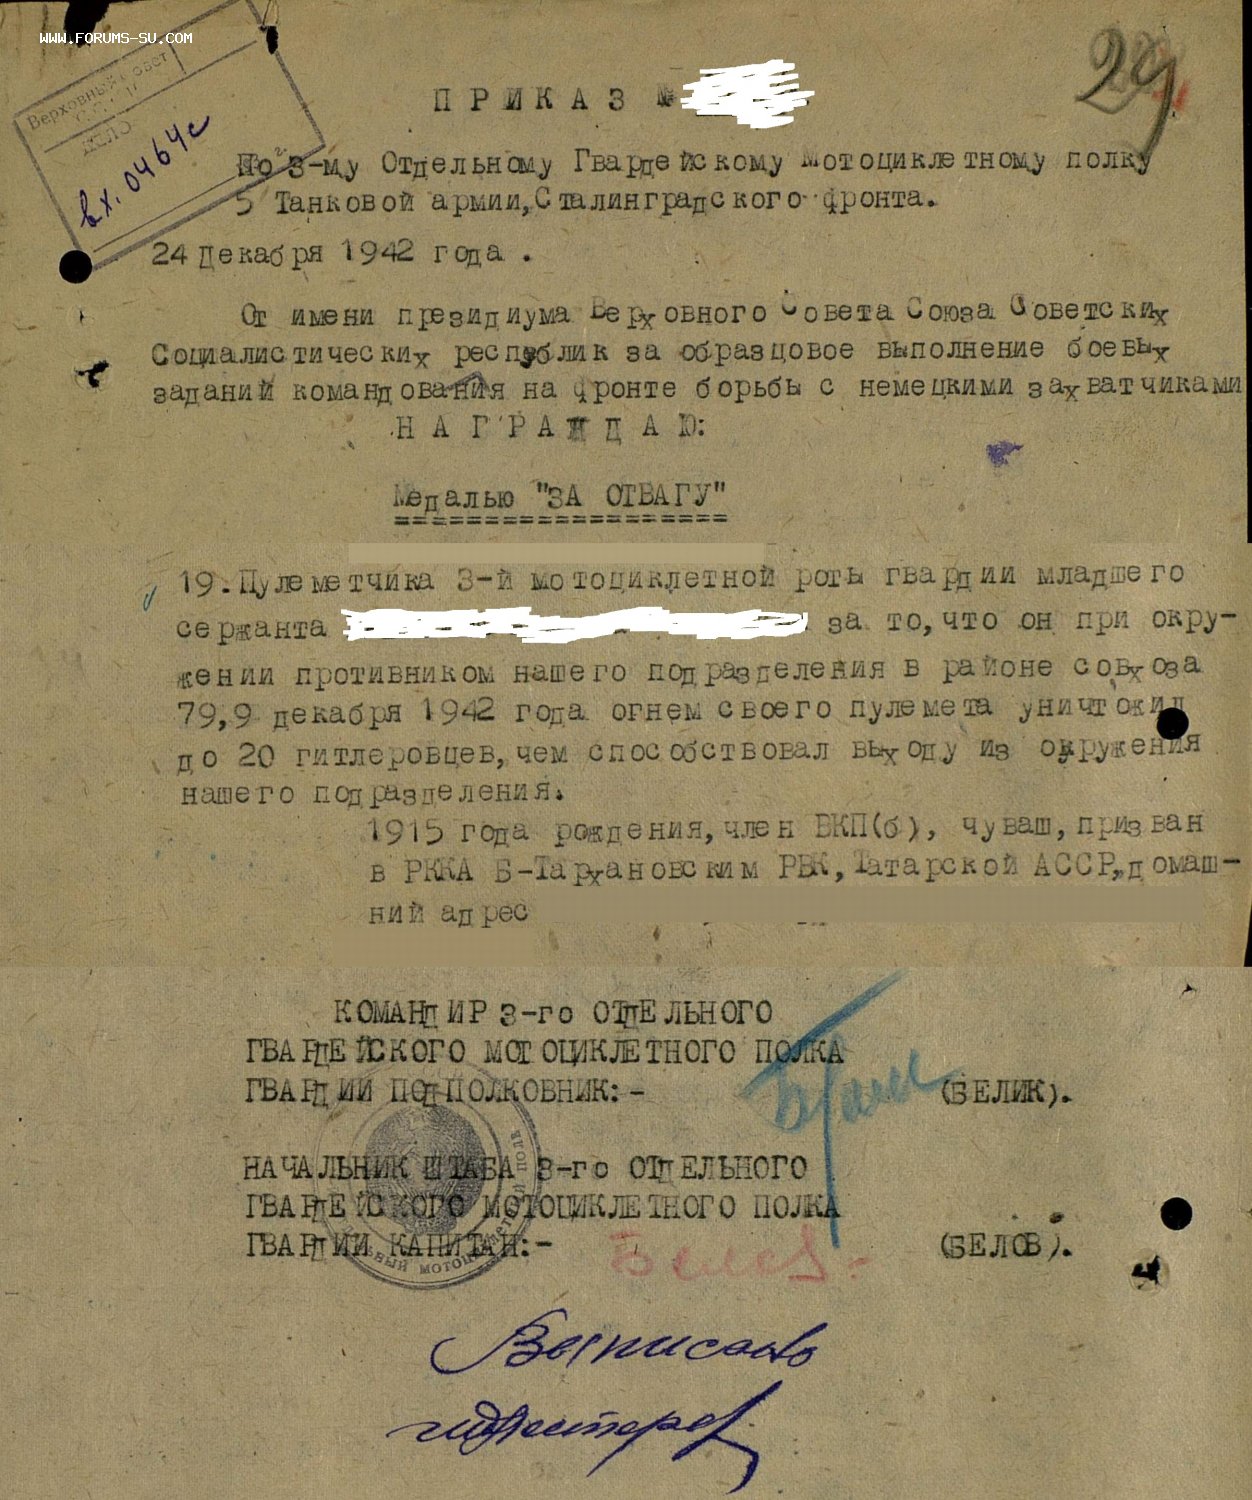 www.forums-su.com
29
Верховный Совет
ДЕЛО
вх. 0464с
ПРИКАЗ №
По 3-му Отдельному Гвардейскому мотоциклетному полку
5 Танковой армии,Сталинградского фронта.
24 Декабря 1942 года .
От имени президиума Верховного Совета Союза Советских
Социалистических республик за образцовое выполнение боевых
заданий командования на фронте борьбы с немецкими захватчиками
НАГРАЖДАЮ:
Медалью "ЗА ОТВАГУ"
19.Пулеметчика 3-й мотоциклетной роты гвардии младшего
сержанта за то,что он при окру-
жении противником нашего подразделения в районе совхоза
79,9 декабря 1942 года огнем своего пулемета уничтожил
до 20 гитлеровцев,чем способствовал выходу из окружения
нашего подразделения.
1915 года рождения,член ВКП(б), чуваш,призван
в РККА Б-Тархановским РВК,Татарской АССР,,домаш-
ний адрес
КОМАНДИР 3-го ОТДЕЛЬНОГО
ГВАРДЕЙСКОГО МОТОЦИКЛЕТНОГО ПОЛКА
ГВАРДИИ ПОДПОЛКОВНИК:- (БЕЛИК).
НАЧАЛЬНИК ШТАБА 3-го ОТДЕЛЬНОГО
ГВАРДЕЙСКОГО МОТОЦИКЛЕТНОГО ПОЛКА
ГВАРДИИ КАПИТАН:- Белов (БЕЛОВ).
Выписано